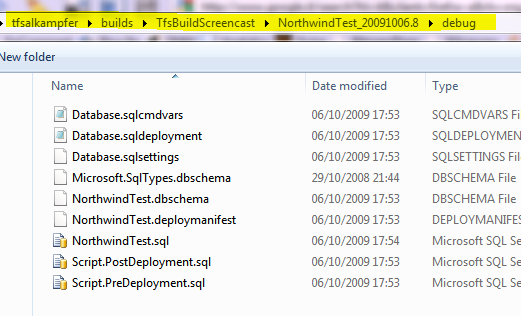 tfsalkampfer builds TfsBuildScreencast NorthwindTest_20091006.8 debug
New folder
Name Date modified Type
Database.sqlcmdvars 06/10/2009 17:53 SQLCMDVARS Fi
Database.sqldeployment 06/10/2009 17:53 SQLDEPLOYMENT
Database.sqlsettings 06/10/2009 17:53 SQLSETTINGS File
Microsoft.SqlTypes.dbschema 29/10/2008 21:44 DBSCHEMA File
NorthwindTest.dbschema 06/10/2009 17:53 DBSCHEMA File
NorthwindTest.deploymanifest 06/10/2009 17:53 DEPLOYMANIFES
NorthwindTest.sql 06/10/2009 17:54 Microsoft SQL Se
Script.PostDeployment.sql 06/10/2009 17:53 Microsoft SQL Se
Script.PreDeployment.sql 06/10/2009 17:53 Microsoft SQL Se